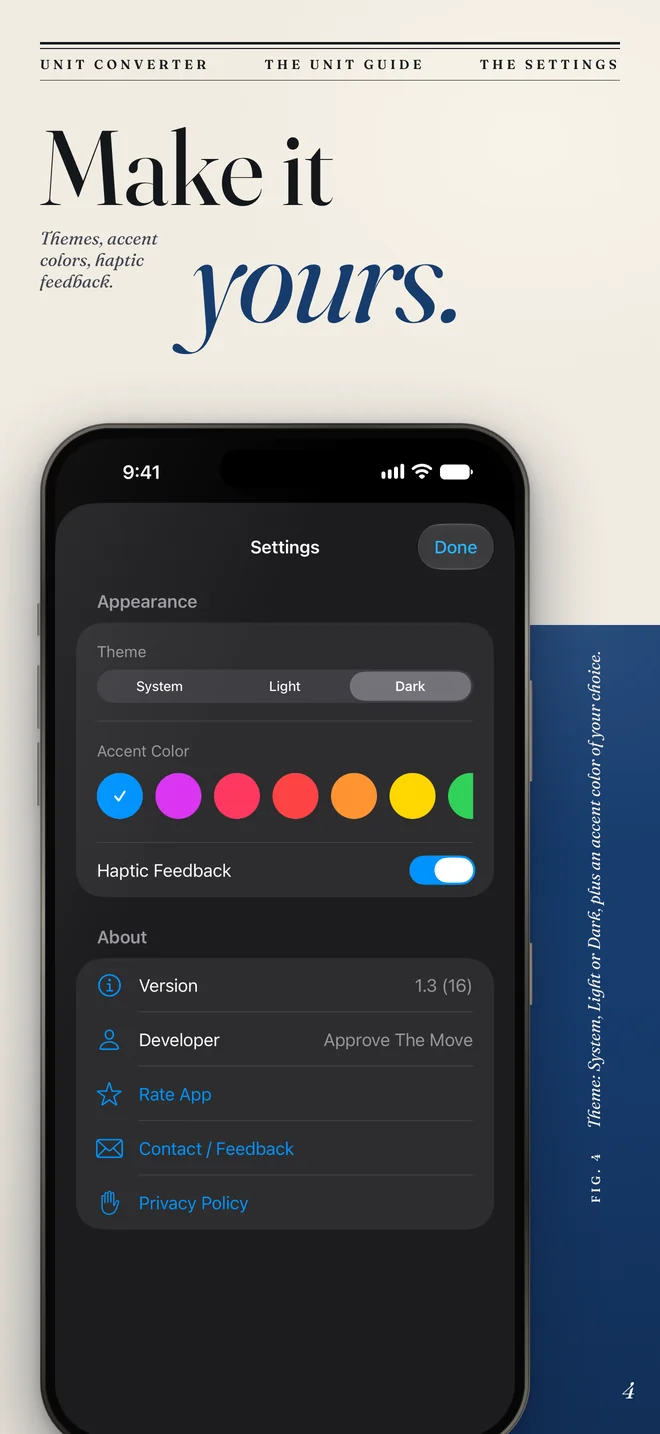 UNIT CONVERTER THE UNIT GUIDE THE SETTINGS
Make it
Themes, accent
colors, haptic
feedback.
yours.
9:41
Settings
Done
Appearance
Theme
System Light Dark
Accent Color
Haptic Feedback
About
Version 1.3 (16)
Developer Approve The Move
Rate App
Contact / Feedback
Privacy Policy
FIG. 4 Theme: System, Light or Dark, plus an accent color of your choice.
4